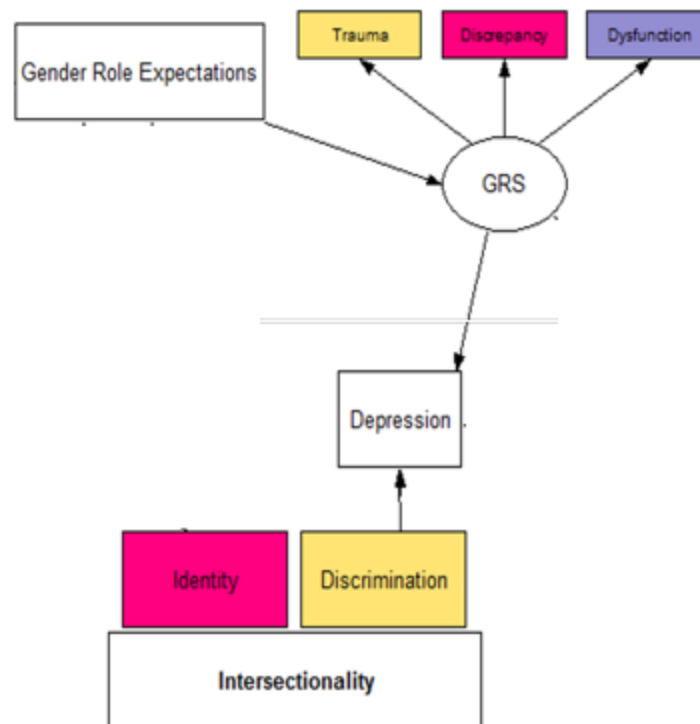 Trauma
Discrepancy
Dysfunction
Gender Role Expectations
GRS
Depression
Identity
Discrimination
Intersectionality